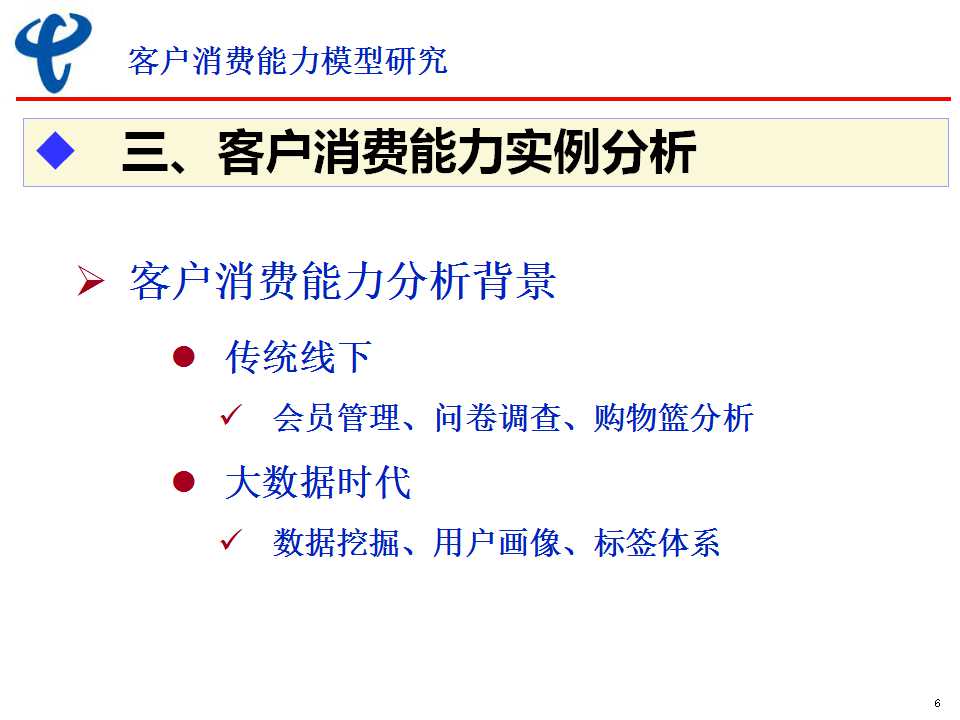 客户消费能力模型研究
三、客户消费能力实例分析
客户消费能力分析背景
传统线下
会员管理、问卷调查、购物篮分析
大数据时代
数据挖掘、用户画像、标签体系
6